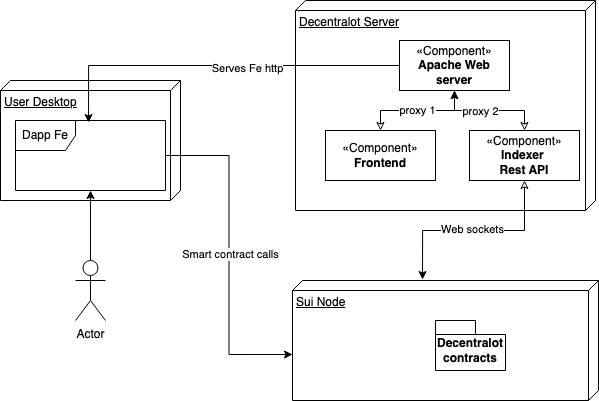 Decentralot Server
«Component»
Apache Web
server
Serves Fe http
proxy 1
proxy 2
User Desktop
Dapp Fe
«Component»
Frontend
«Component»
Indexer
Rest API
Web sockets
Smart contract calls
Actor
Sui Node
Decentralot
contracts